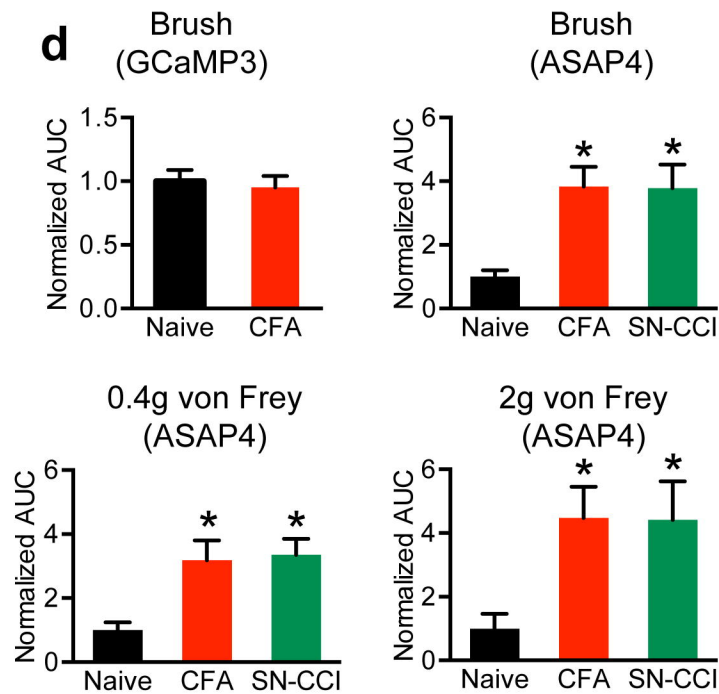 d
Brush
(GCaMP3)
Normalized AUC
1.5
1.0
0.5
0.0
Naive CFA
Brush
(ASAP4)
Normalized AUC
6
4
2
0
* *
Naive CFA SN-CCI
0.4g von Frey
(ASAP4)
Normalized AUC
6
4
2
0
* *
Naive CFA SN-CCI
2g von Frey
(ASAP4)
Normalized AUC
6
4
2
0
* *
Naive CFA SN-CCI